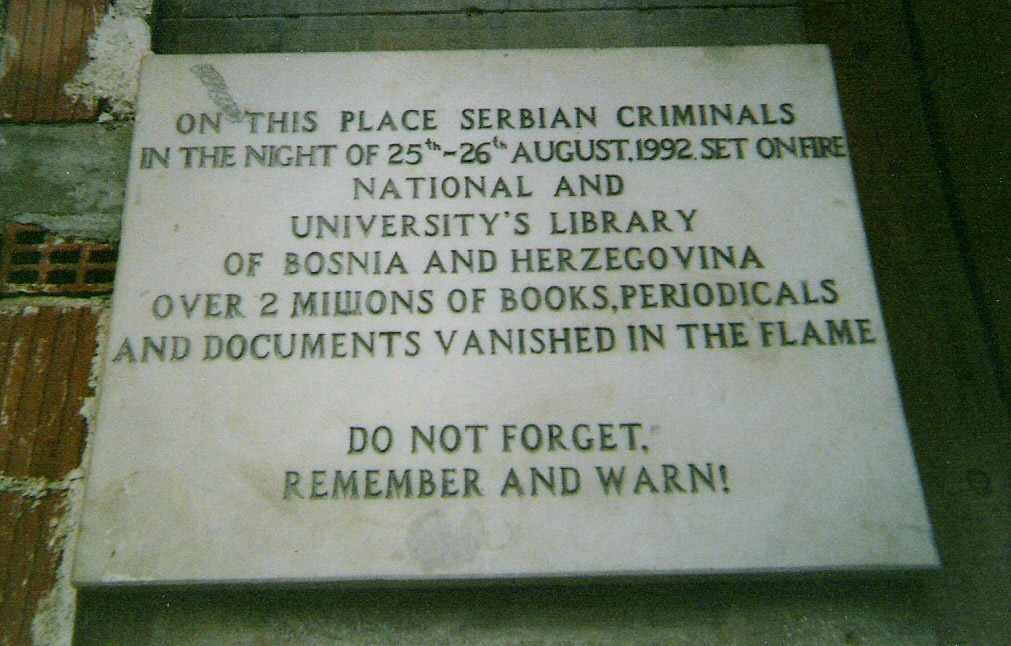 ON THIS PLACE SERBIAN CRIMINALS
IN THE NIGHT OF 25th-26th AUGUST, 1992. SET ON FIRE
NATIONAL AND
UNIVERSITY'S LIBRARY
OF BOSNIA AND HERZEGOVINA
OVER 2 MILLIONS OF BOOKS, PERIODICALS
AND DOCUMENTS VANISHED IN THE FLAME
DO NOT FORGET,
REMEMBER AND WARN!